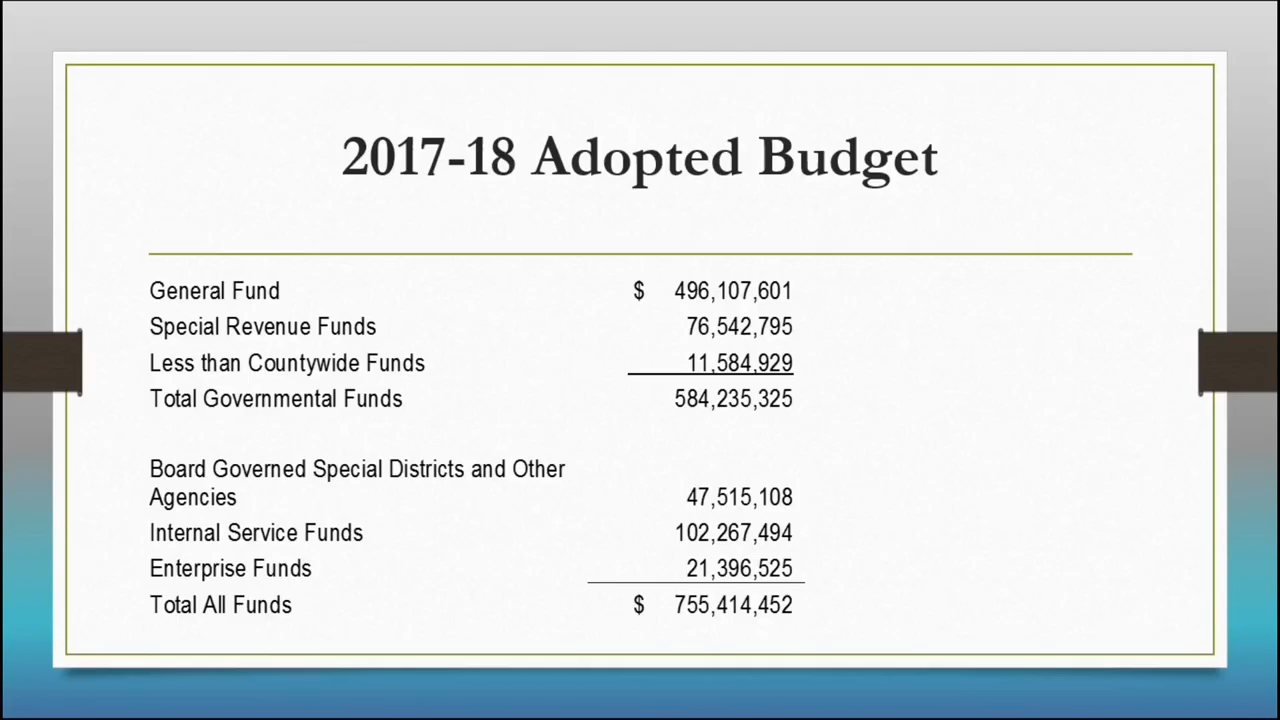 2017-18 Adopted Budget
General Fund $ 496,107,601
Special Revenue Funds 76,542,795
Less than Countywide Funds 11,584,929
Total Governmental Funds 584,235,325
Board Governed Special Districts and Other
Agencies 47,515,108
Internal Service Funds 102,267,494
Enterprise Funds 21,396,525
Total All Funds $ 755,414,452